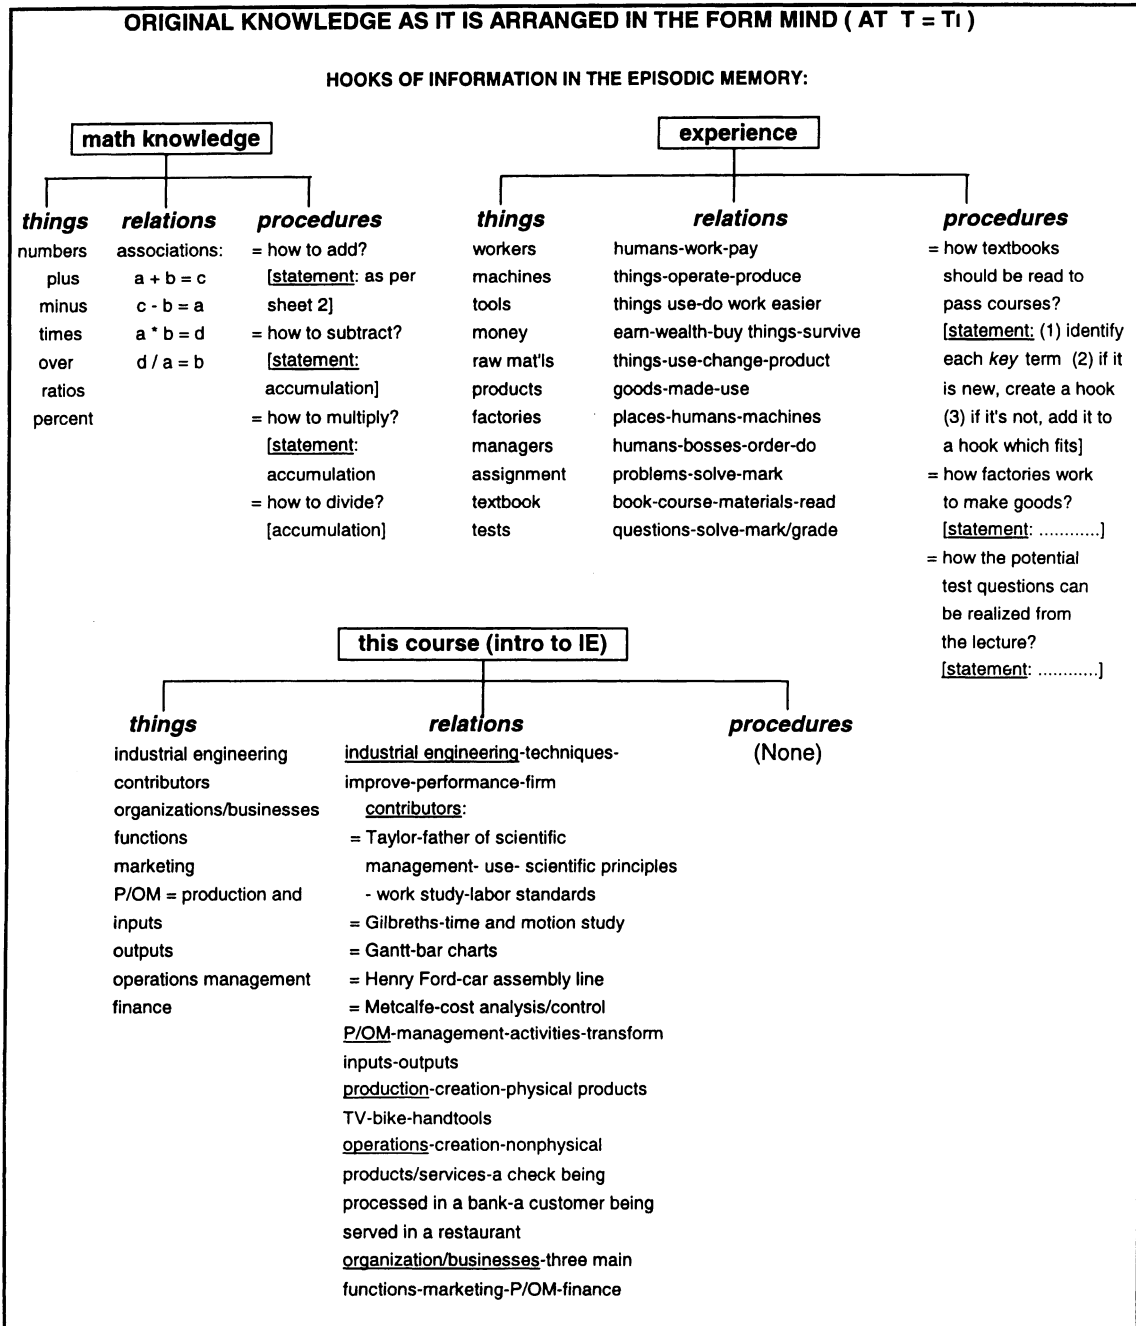 ORIGINAL KNOWLEDGE AS IT IS ARRANGED IN THE FORM MIND ( AT T = TI )
HOOKS OF INFORMATION IN THE EPISODIC MEMORY:
math knowledge
things
numbers
plus
minus
times
over
ratios
percent
relations
associations:
a + b = c
c - b = a
a * b = d
d / a = b
procedures
= how to add?
[statement: as per
sheet 2]
= how to subtract?
[statement:
accumulation]
= how to multiply?
[statement:
accumulation
= how to divide?
[accumulation]
experience
things
workers
machines
tools
money
raw mat'ls
products
factories
managers
assignment
textbook
tests
relations
humans-work-pay
things-operate-produce
things use-do work easier
earn-wealth-buy things-survive
things-use-change-product
goods-made-use
places-humans-machines
humans-bosses-order-do
problems-solve-mark
book-course-materials-read
questions-solve-mark/grade
procedures
= how textbooks
should be read to
pass courses?
[statement: (1) identify
each key term (2) if it
is new, create a hook
(3) if it's not, add it to
a hook which fits]
= how factories work
to make goods?
[statement: ............]
= how the potential
test questions can
be realized from
the lecture?
[statement: ............]
this course (intro to IE)
things
industrial engineering
contributors
organizations/businesses
functions
marketing
P/OM = production and
inputs
outputs
operations management
finance
relations
industrial engineering-techniques-
improve-performance-firm
contributors:
= Taylor-father of scientific
management- use- scientific principles
- work study-labor standards
= Gilbreths-time and motion study
= Gantt-bar charts
= Henry Ford-car assembly line
= Metcalfe-cost analysis/control
P/OM-management-activities-transform
inputs-outputs
production-creation-physical products
TV-bike-handtools
operations-creation-nonphysical
products/services-a check being
processed in a bank-a customer being
served in a restaurant
organization/businesses-three main
functions-marketing-P/OM-finance
procedures
(None)